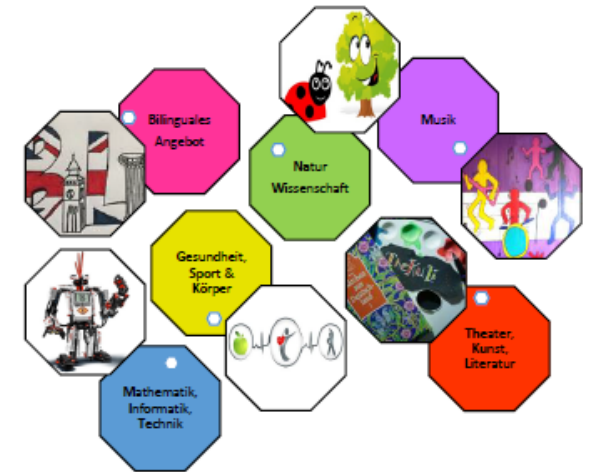 Bilinguales
Angebot
Natur
Wissenschaft
Musik
Gesundheit,
Sport &
Körper
Theater,
Kunst,
Literatur
Mathematik,
Informatik,
Technik